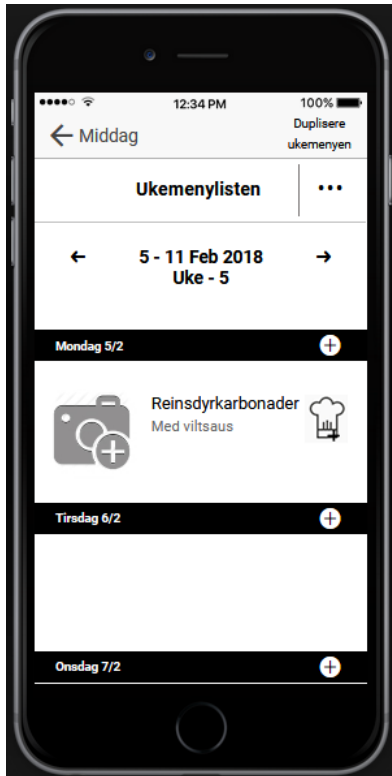 12:34 PM
100%
← Middag
Duplisere
ukemenyen
Ukemenylisten
•••
← 5 - 11 Feb 2018 →
Uke - 5
Mondag 5/2
Reinsdyrkarbonader
Med viltsaus
Tirsdag 6/2
Onsdag 7/2